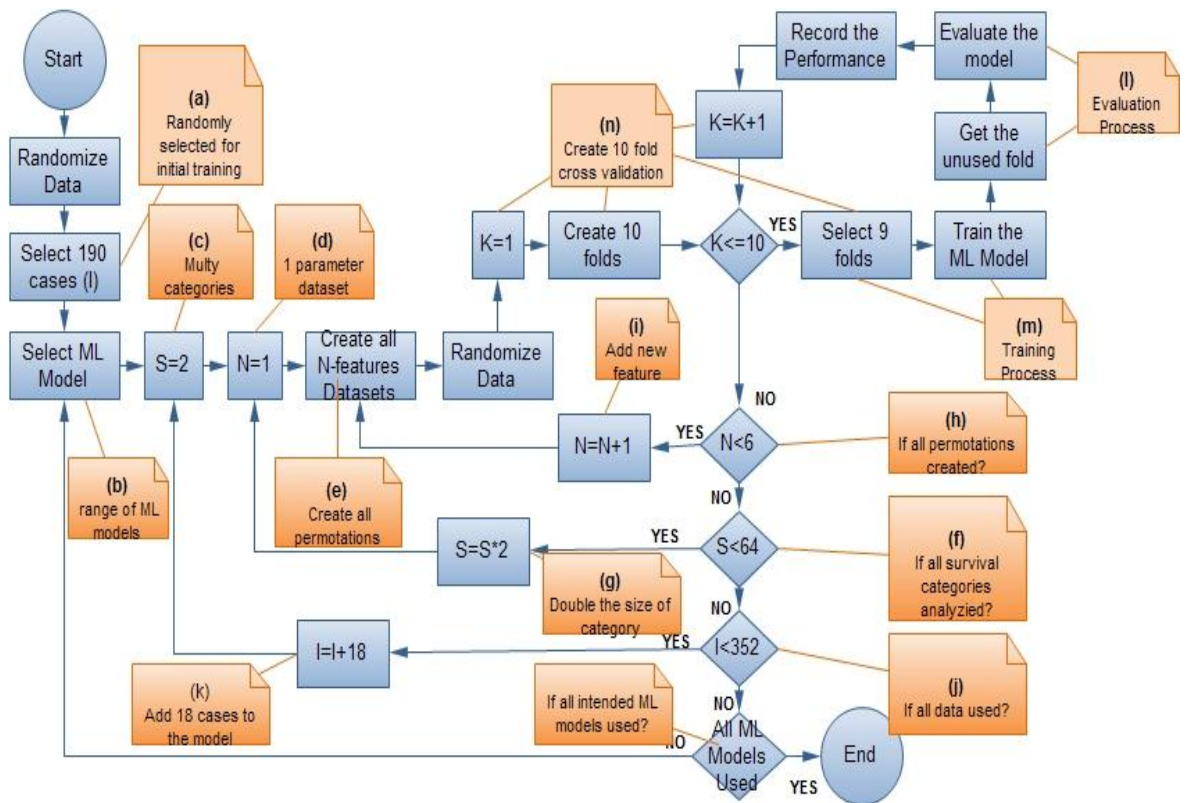 Start
Randomize
Data
Select 190
cases (I)
Select ML
Model
S=2
N=1
Create all
N-features
Datasets
Randomize
Data
K=1
Create 10
folds
K<=10
YES
Select 9
folds
Train the
ML Model
Get the
unused fold
Evaluate the
model
Record the
Performance
K=K+1
NO
N<6
YES
N=N+1
NO
S<64
YES
S=S*2
NO
I<352
YES
I=I+18
NO
All ML
Models
Used
NO
YES
End
(a)
Randomly
selected for
initial training
(b)
range of ML
models
(c)
Multy
categories
(d)
1 parameter
dataset
(e)
Create all
permotations
(n)
Create 10 fold
cross validation
(l)
Evaluation
Process
(m)
Training
Process
(i)
Add new
feature
(h)
If all permotations
created?
(f)
If all survival
categories
analyzied?
(g)
Double the size of
category
(j)
If all data used?
(k)
Add 18 cases to
the model
If all intended ML
models used?